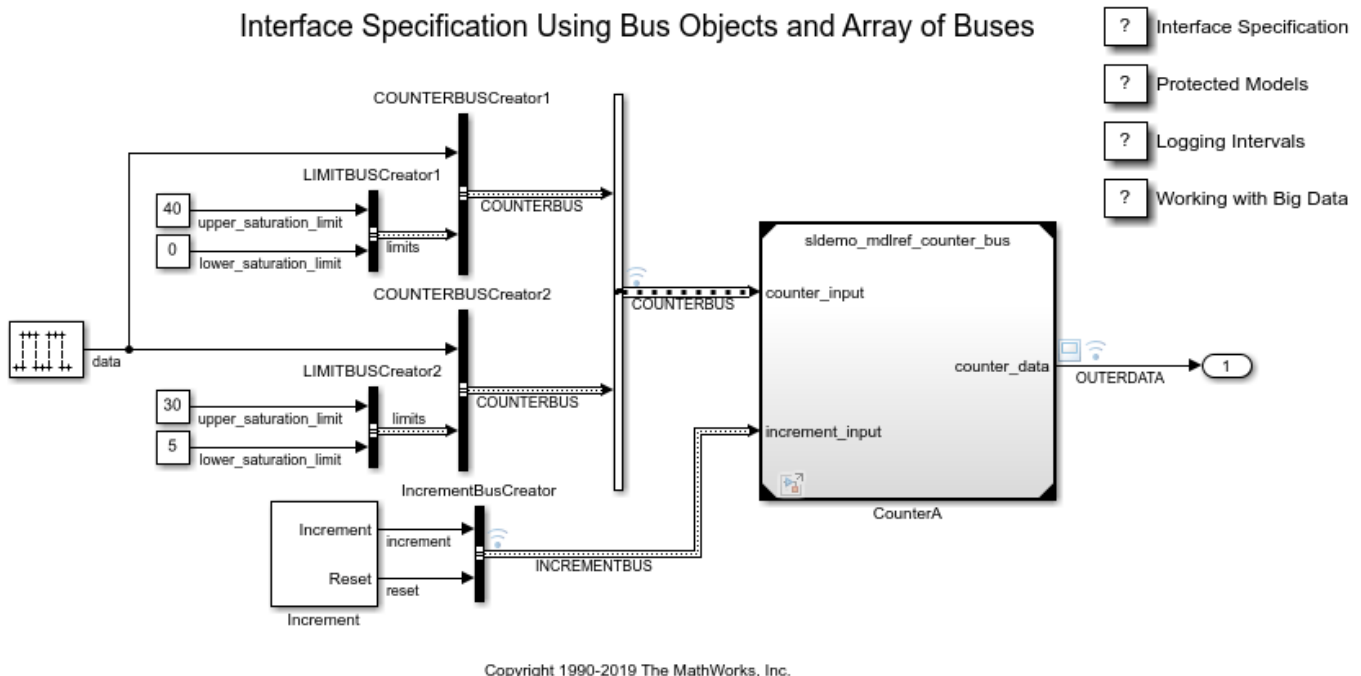 Interface Specification Using Bus Objects and Array of Buses
? Interface Specification
? Protected Models
? Logging Intervals
? Working with Big Data
COUNTERBUSCreator1
LIMITBUSCreator1
40
upper_saturation_limit
0
lower_saturation_limit
limits
COUNTERBUS
COUNTERBUSCreator2
data
LIMITBUSCreator2
30
upper_saturation_limit
5
lower_saturation_limit
limits
COUNTERBUS
COUNTERBUS
sldemo_mdlref_counter_bus
counter_input
counter_data
increment_input
CounterA
OUTERDATA
1
IncrementBusCreator
Increment
increment
Reset
reset
Increment
INCREMENTBUS
Copyright 1990-2019 The MathWorks, Inc.